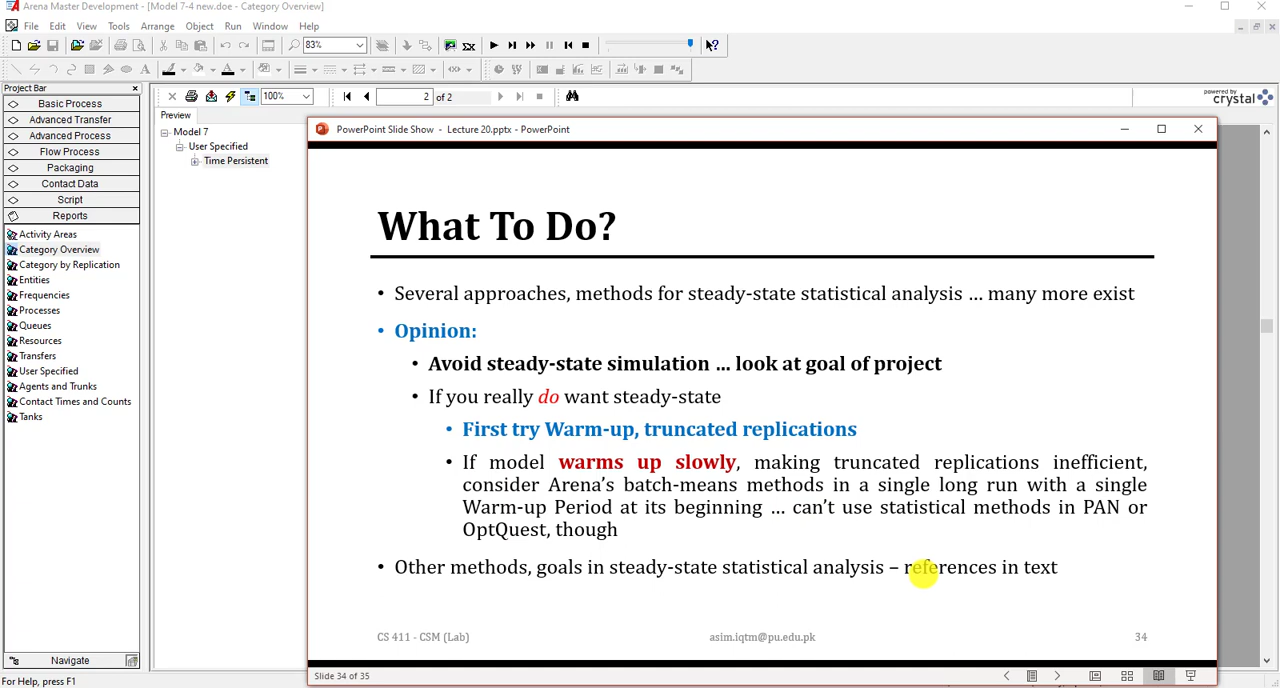 Arena Master Development - [Model 7-4 new.doe - Category Overview]
File Edit View Tools Arrange Object Run Window Help
83%
Project Bar
Basic Process
Advanced Transfer
Advanced Process
Flow Process
Packaging
Contact Data
Script
Reports
Activity Areas
Category Overview
Category by Replication
Entities
Frequencies
Processes
Queues
Resources
Transfers
User Specified
Agents and Trunks
Contact Times and Counts
Tanks
Navigate
For Help, press F1
100%
2 of 2
powered by
crystal
Preview
Model 7
User Specified
Time Persistent
PowerPoint Slide Show - Lecture 20.pptx - PowerPoint
What To Do?
• Several approaches, methods for steady-state statistical analysis … many more exist
• Opinion:
• Avoid steady-state simulation … look at goal of project
• If you really do want steady-state
• First try Warm-up, truncated replications
• If model warms up slowly, making truncated replications inefficient,
consider Arena's batch-means methods in a single long run with a single
Warm-up Period at its beginning … can't use statistical methods in PAN or
OptQuest, though
• Other methods, goals in steady-state statistical analysis – references in text
CS 411 - CSM (Lab) asim.iqtm@pu.edu.pk 34
Slide 34 of 35